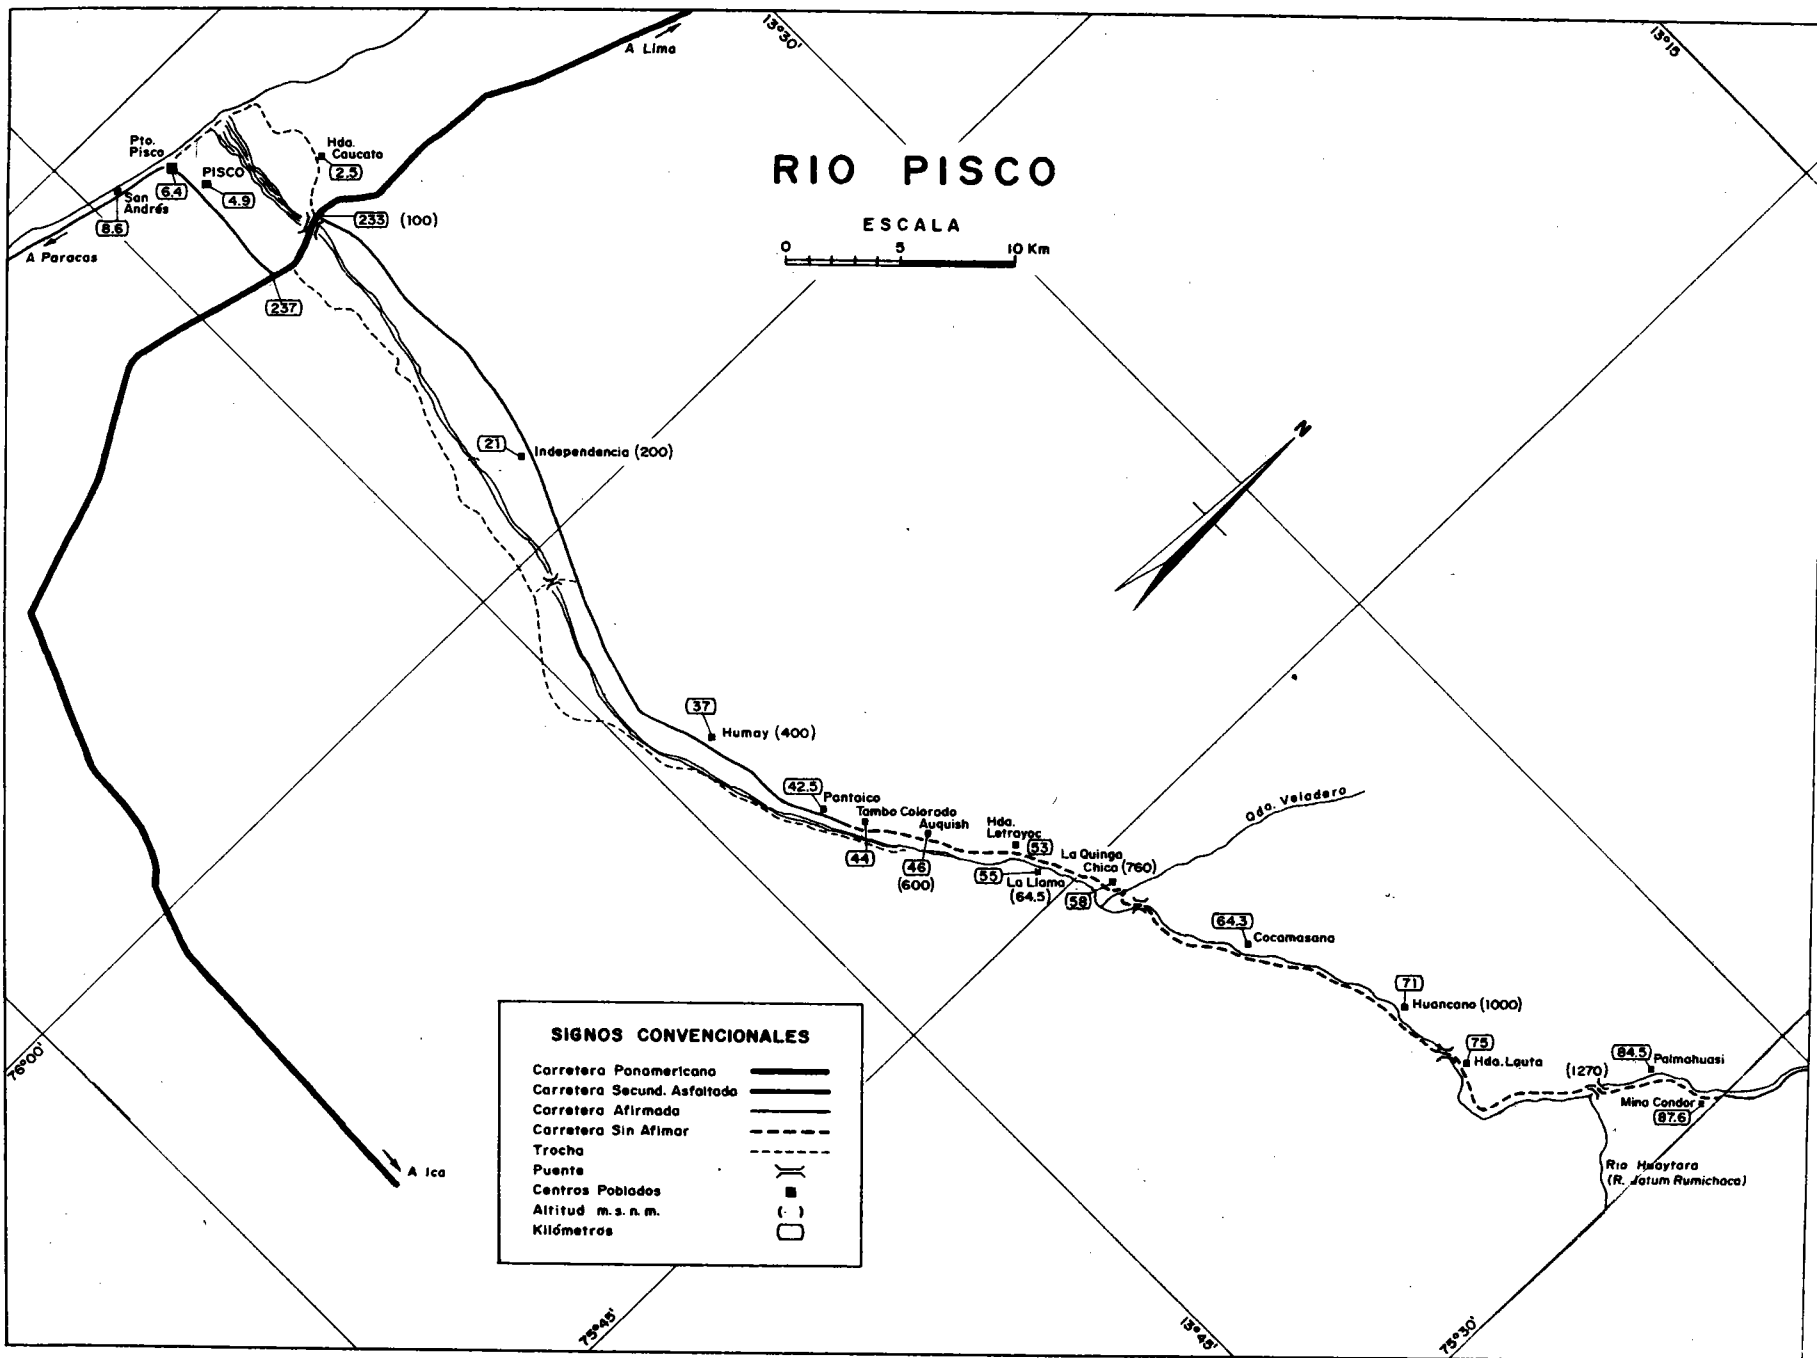 RIO PISCO
ESCALA
0 5 10 Km
A Lima
13°30'
13°15
Pto.
Pisco
PISCO
Hda.
Caucato
2.5
6.4
4.9
San
Andrés
8.6
A Paracas
233 (100)
237
N
21
Independencia (200)
37
Humay (400)
42.5
Pantaico
Tambo Colorado
Auquish
44
46
(600)
Hda.
Letrayoc
53
55
La Llama
(64.5)
La Quinga
Chica (760)
58
Qda. Veladero
64.3
Cocamasana
71
Huancano (1000)
75
Hda. Lauta
(1270)
84.5
Palmahuasi
Mina Condor
87.6
Rio Huaytara
(R. Jatum Rumichaca)
A Ica
76°00'
75°45'
13°45'
75°30'
SIGNOS CONVENCIONALES
Carretera Panamericana
Carretera Secund. Asfaltada
Carretera Afirmada
Carretera Sin Afimar
Trocha
Puente
Centros Poblados
Altitud m.s.n.m. ( )
Kilómetros